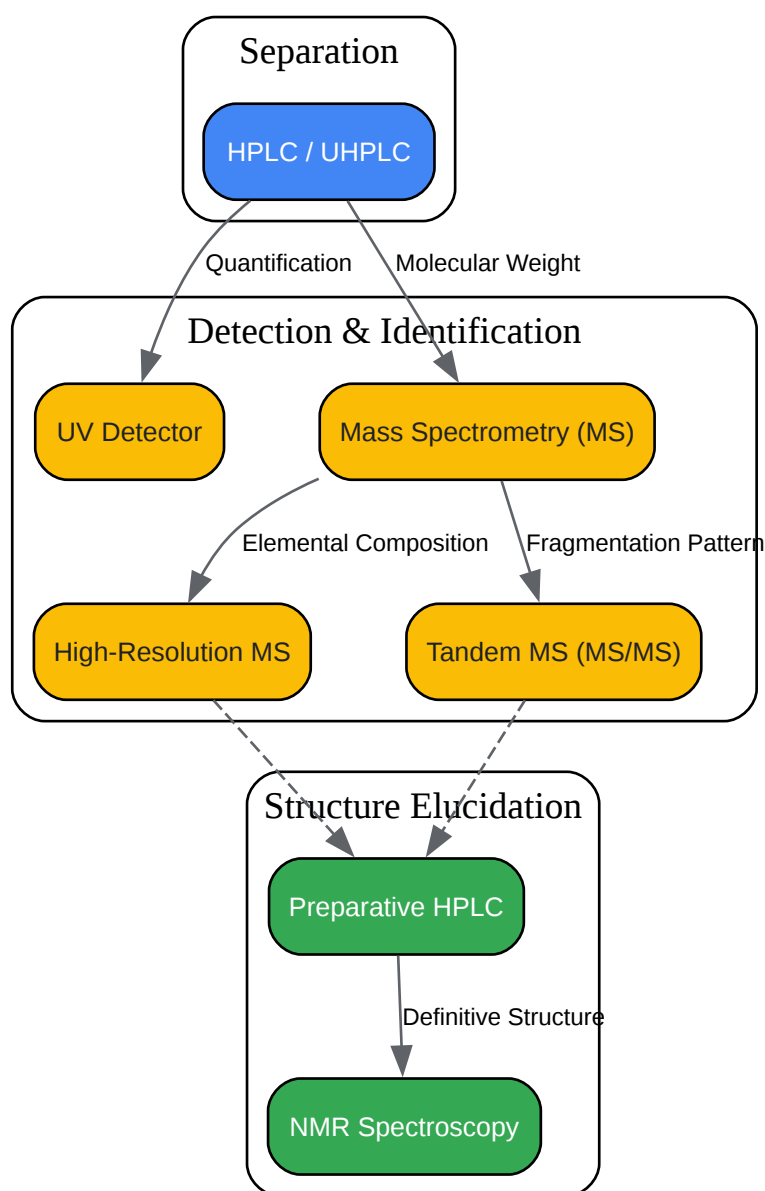 Separation
HPLC / UHPLC
Quantification
Molecular Weight
Detection & Identification
UV Detector
Mass Spectrometry (MS)
Elemental Composition
Fragmentation Pattern
High-Resolution MS
Tandem MS (MS/MS)
Structure Elucidation
Preparative HPLC
Definitive Structure
NMR Spectroscopy